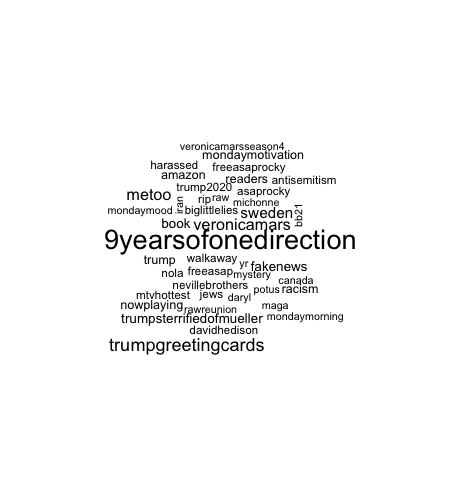 veronicamarsseason4
mondaymotivation
harassed freeasaprocky
amazon readers antisemitism
trump2020 asaprocky
metoo iran rip raw michonne
mondaymood biglittlelies sweden bb21
book veronicamars
9yearsofonedirection
trump walkaway yr fakenews
nola freeasap mystery canada
nevillebrothers potus racism
mtvhottest jews daryl
nowplaying rawreunion maga
trumpsterrifiedofmueller mondaymorning
davidhedison
trumpgreetingcards